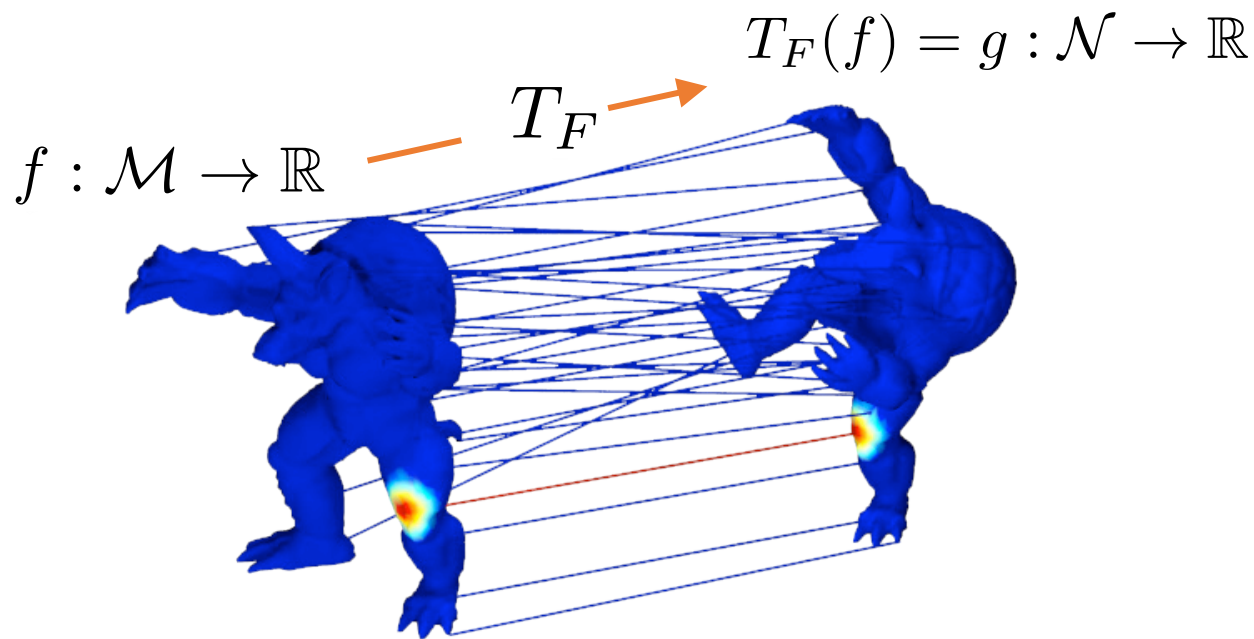 T_F(f) = g : 𝒩 → ℝ
T_F
f : ℳ → ℝ